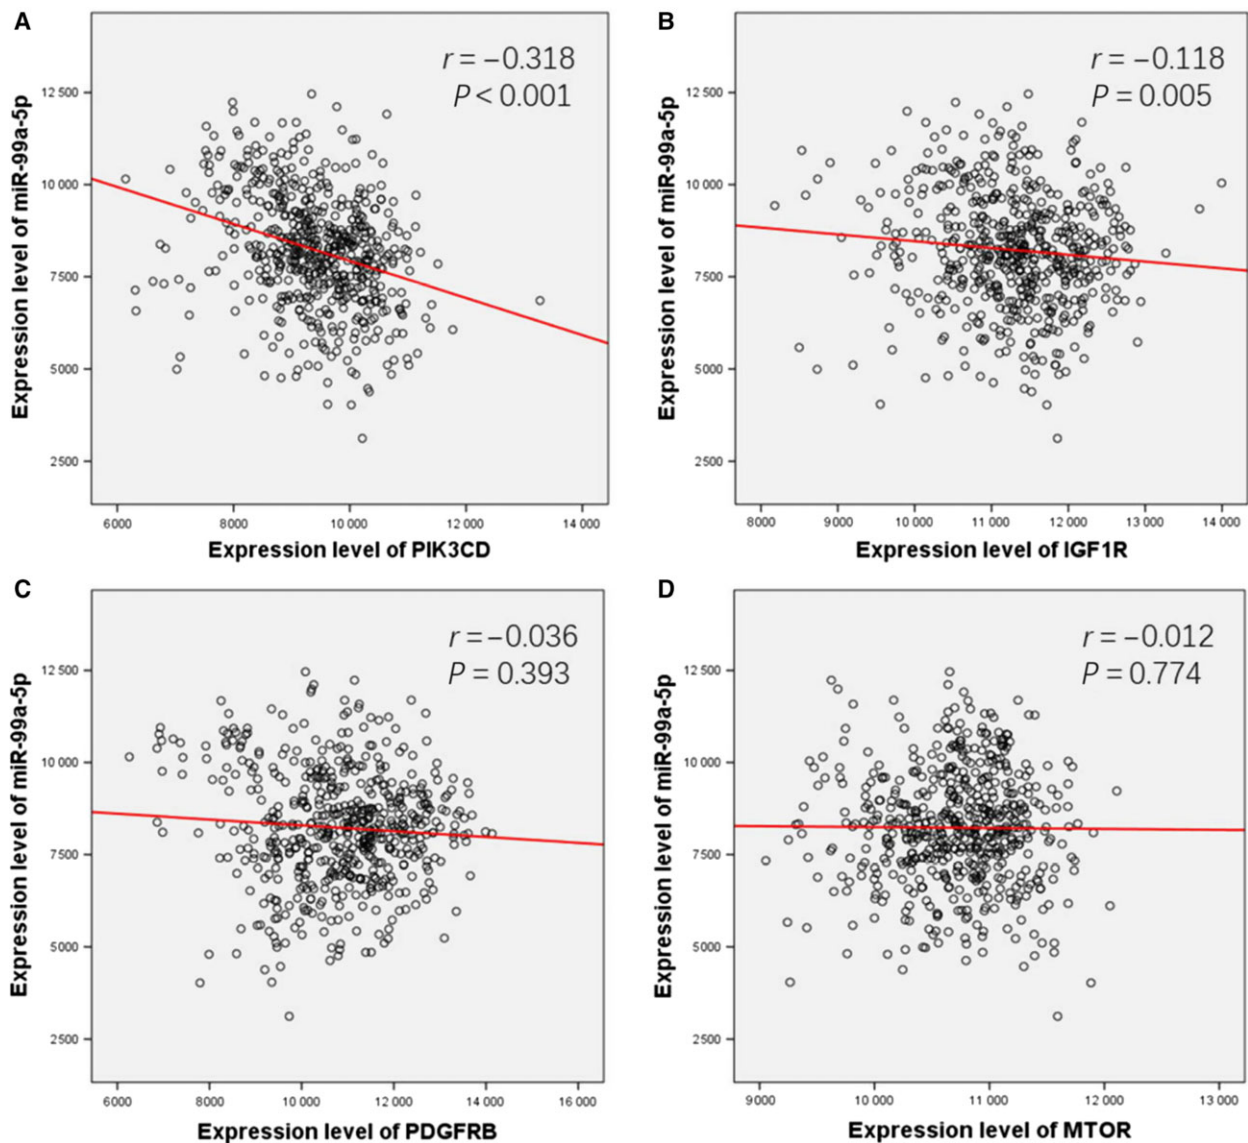 A
r = −0.318
P < 0.001
Expression level of miR-99a-5p
12 500
10 000
7500
5000
2500
6000 8000 10 000 12 000 14 000
Expression level of PIK3CD
B
r = −0.118
P = 0.005
Expression level of miR-99a-5p
12 500
10 000
7500
5000
2500
8000 9000 10 000 11 000 12 000 13 000 14 000
Expression level of IGF1R
C
r = −0.036
P = 0.393
Expression level of miR-99a-5p
12 500
10 000
7500
5000
2500
6000 8000 10 000 12 000 14 000 16 000
Expression level of PDGFRB
D
r = −0.012
P = 0.774
Expression level of miR-99a-5p
12 500
10 000
7500
5000
2500
9000 10 000 11 000 12 000 13 000
Expression level of MTOR